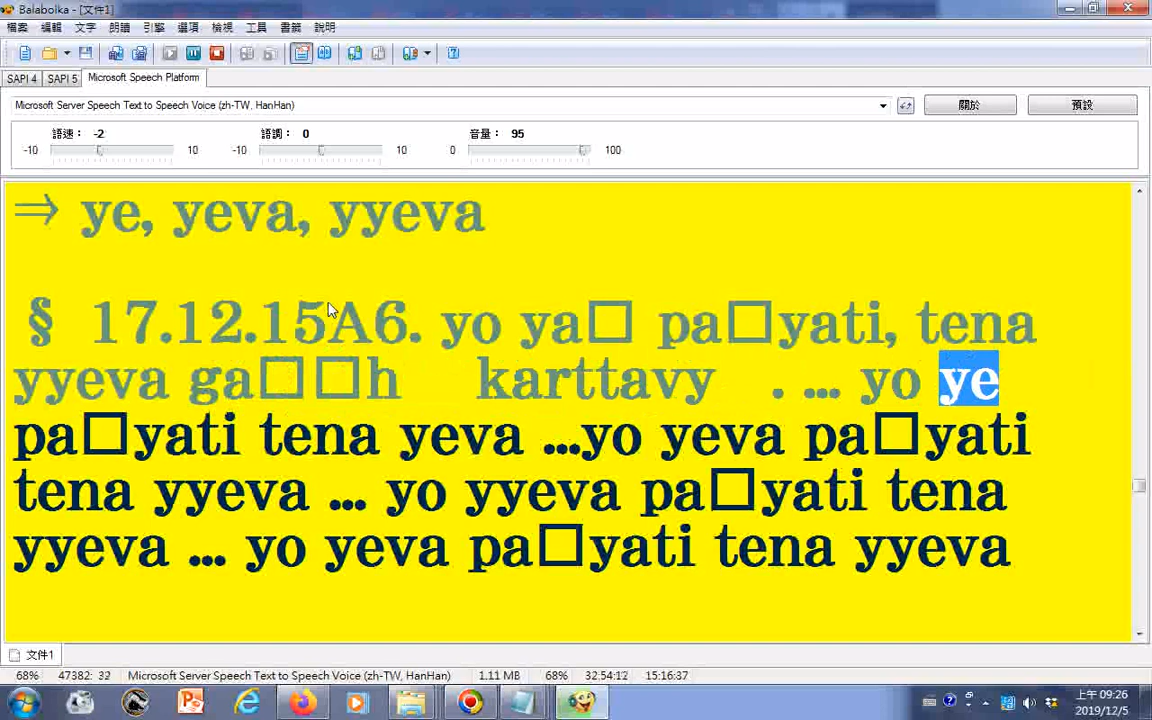 Balabolka - [文件1]
檔案 編輯 文字 朗讀 引擎 選項 檢視 工具 書籤 說明
SAPI 4 SAPI 5 Microsoft Speech Platform
Microsoft Server Speech Text to Speech Voice (zh-TW, HanHan) 關於 預設
語速： -2 語調： 0 音量： 95
-10 10 -10 10 0 100
⇒ ye, yeva, yyeva
§ 17.12.15A6. yo ya□ pa□yati, tena
yyeva ga□□h karttavy . ... yo ye
pa□yati tena yeva ...yo yeva pa□yati
tena yyeva ... yo yyeva pa□yati tena
yyeva ... yo yeva pa□yati tena yyeva
文件1
68% 47382: 32 Microsoft Server Speech Text to Speech Voice (zh-TW, HanHan) 1.11 MB 68% 32:54:12 15:16:37
上午 09:26
2019/12/5